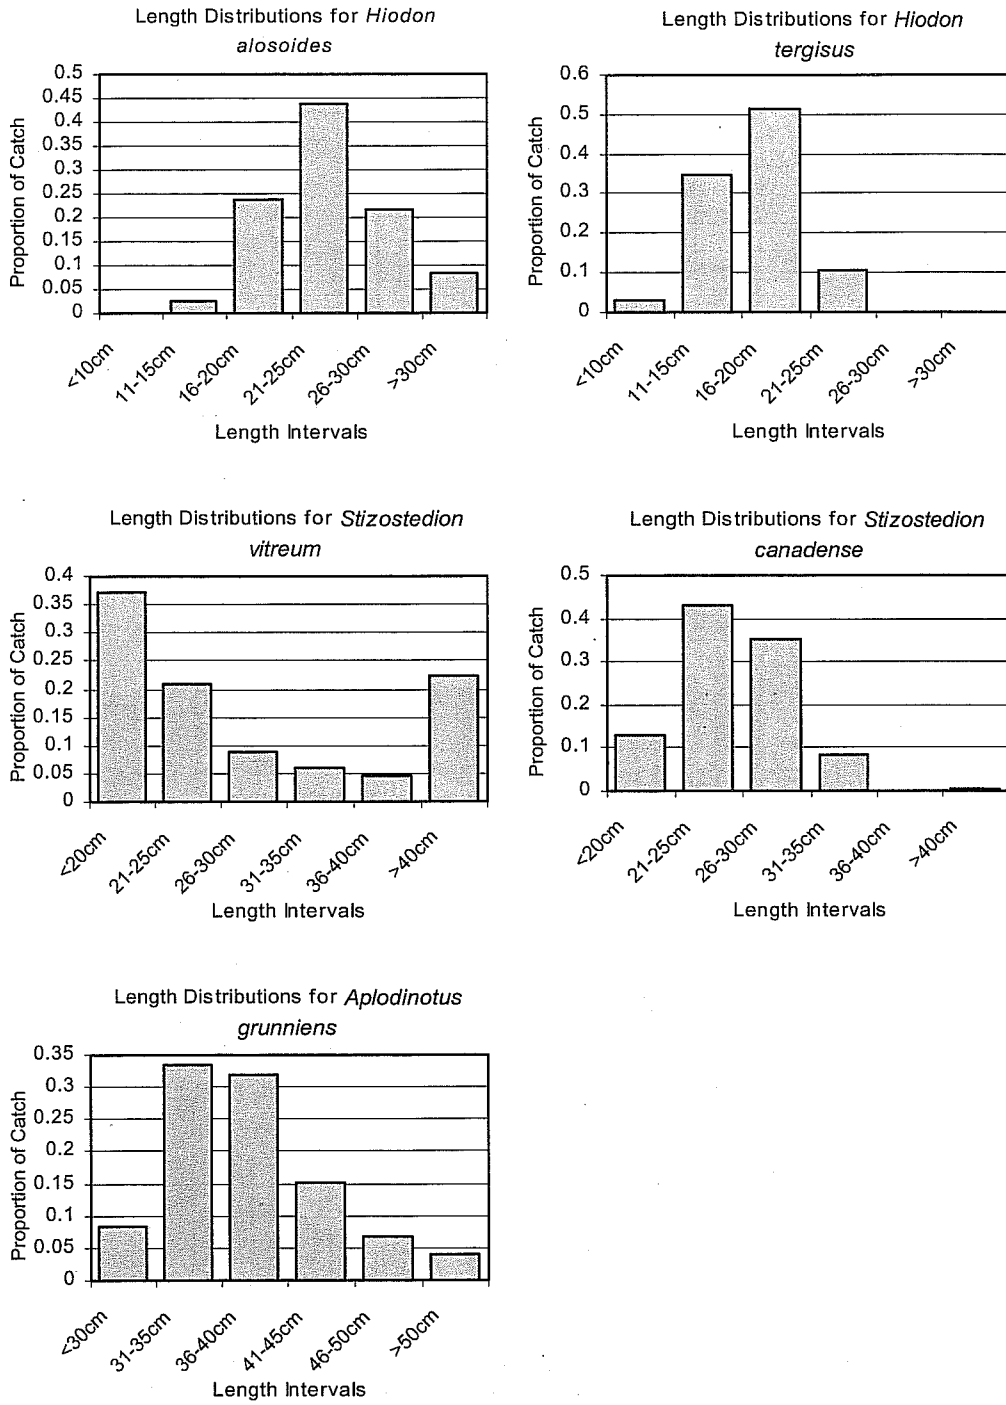 Length Distributions for Hiodon
alosoides
Proportion of Catch
0.5
0.45
0.4
0.35
0.3
0.25
0.2
0.15
0.1
0.05
0
<10cm
11-15cm
16-20cm
21-25cm
26-30cm
>30cm
Length Intervals
Length Distributions for Hiodon
tergisus
Proportion of Catch
0.6
0.5
0.4
0.3
0.2
0.1
0
<10cm
11-15cm
16-20cm
21-25cm
26-30cm
>30cm
Length Intervals
Length Distributions for Stizostedion
vitreum
Proportion of Catch
0.4
0.35
0.3
0.25
0.2
0.15
0.1
0.05
0
<20cm
21-25cm
26-30cm
31-35cm
36-40cm
>40cm
Length Intervals
Length Distributions for Stizostedion
canadense
Proportion of Catch
0.5
0.4
0.3
0.2
0.1
0
<20cm
21-25cm
26-30cm
31-35cm
36-40cm
>40cm
Length Intervals
Length Distributions for Aplodinotus
grunniens
Proportion of Catch
0.35
0.3
0.25
0.2
0.15
0.1
0.05
0
<30cm
31-35cm
36-40cm
41-45cm
46-50cm
>50cm
Length Intervals